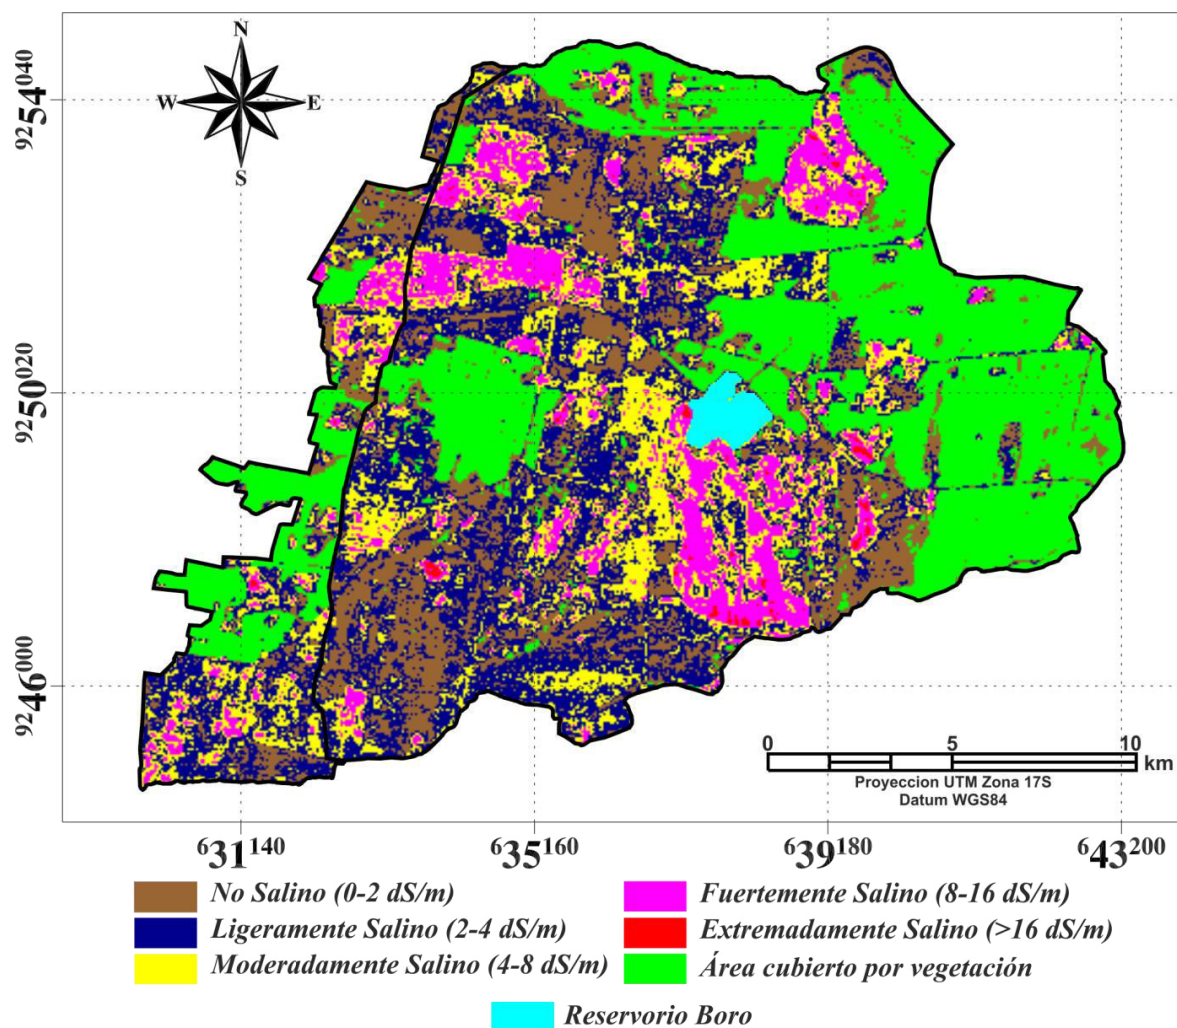 N
W E
S
9254040
9250020
9246000
0 5 10 km
Proyeccion UTM Zona 17S
Datum WGS84
631140 635160 639180 643200
No Salino (0-2 dS/m)
Ligeramente Salino (2-4 dS/m)
Moderadamente Salino (4-8 dS/m)
Fuertemente Salino (8-16 dS/m)
Extremadamente Salino (>16 dS/m)
Área cubierto por vegetación
Reservorio Boro